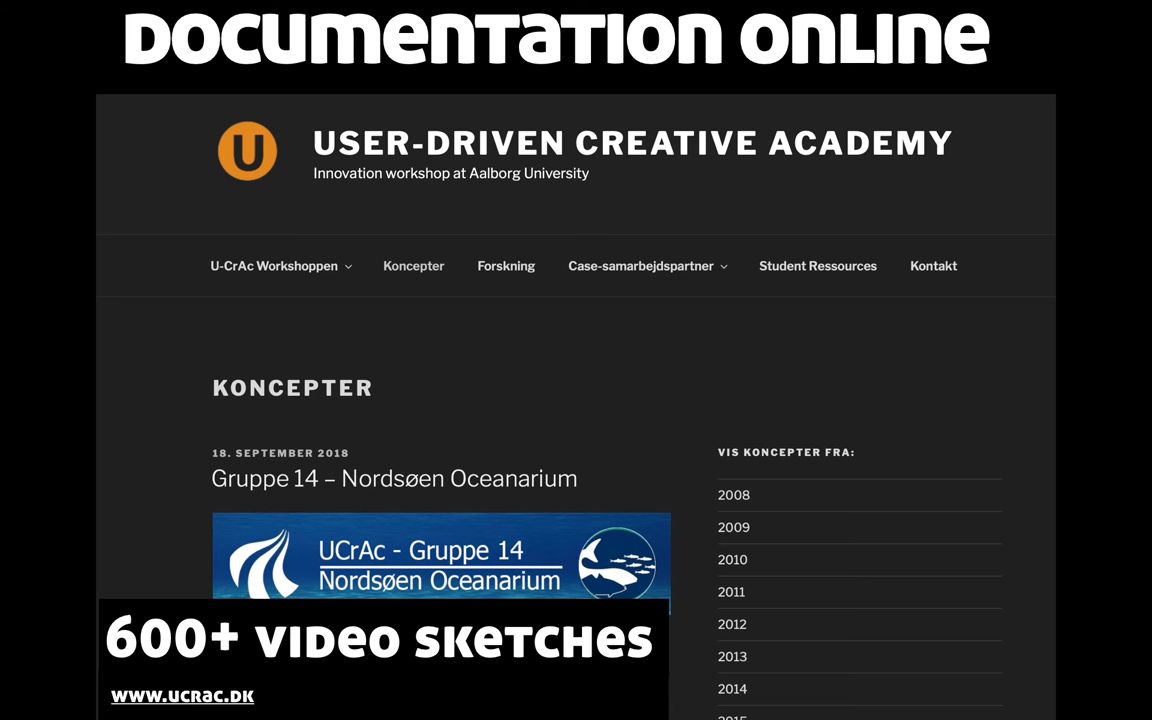 DOCUMENTATION ONLINE
U
USER-DRIVEN CREATIVE ACADEMY
Innovation workshop at Aalborg University
U-CrAc Workshoppen Koncepter Forskning Case-samarbejdspartner Student Ressources Kontakt
KONCEPTER
18. SEPTEMBER 2018
Gruppe 14 – Nordsøen Oceanarium
UCrAc - Gruppe 14
Nordsøen Oceanarium
600+ VIDEO SKETCHES
www.ucrac.dk
VIS KONCEPTER FRA:
2008
2009
2010
2011
2012
2013
2014
2015